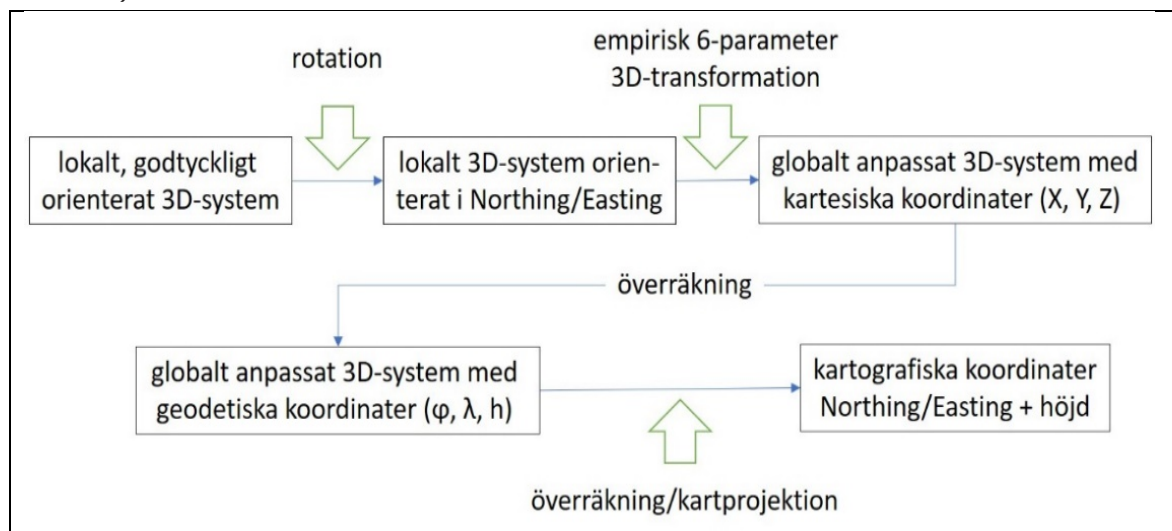 rotation
empirisk 6-parameter
3D-transformation
lokalt, godtyckligt
orienterat 3D-system
lokalt 3D-system orien-
terat i Northing/Easting
globalt anpassat 3D-system med
kartesiska koordinater (X, Y, Z)
överräkning
globalt anpassat 3D-system med
geodetiska koordinater (φ, λ, h)
kartografiska koordinater
Northing/Easting + höjd
överräkning/kartprojektion